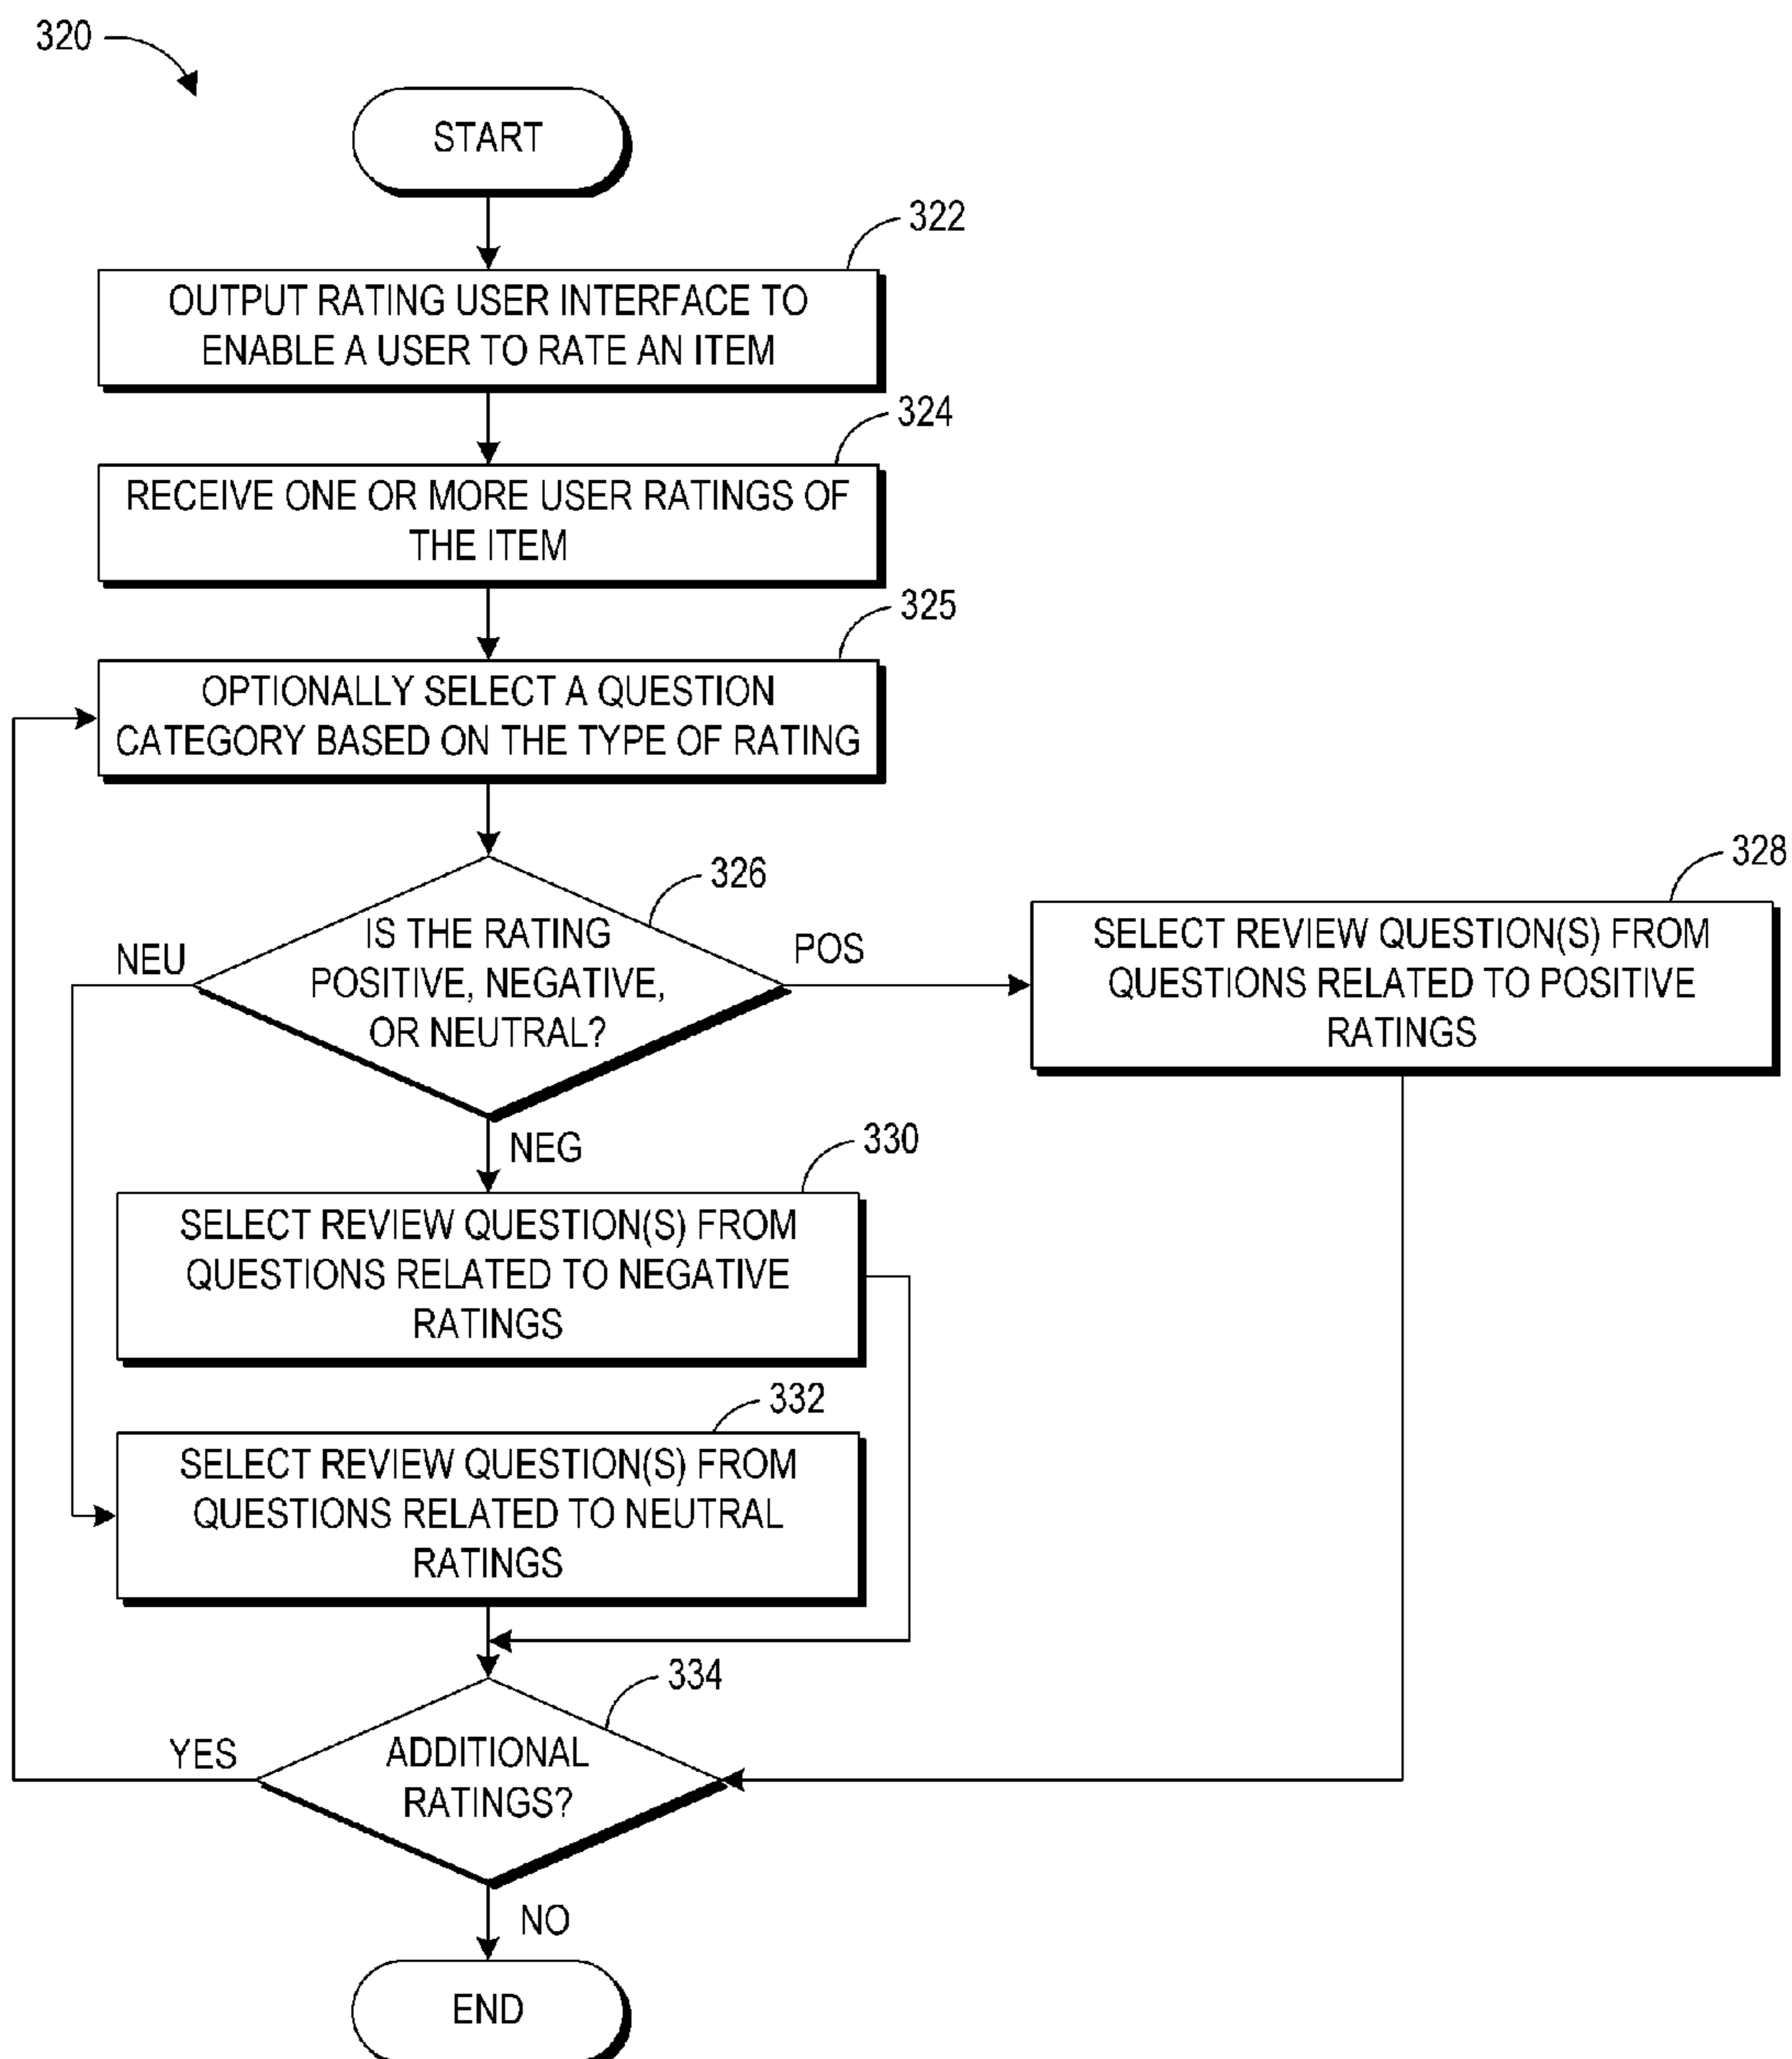 320
START
322
OUTPUT RATING USER INTERFACE TO
ENABLE A USER TO RATE AN ITEM
324
RECEIVE ONE OR MORE USER RATINGS OF
THE ITEM
325
OPTIONALLY SELECT A QUESTION
CATEGORY BASED ON THE TYPE OF RATING
326
IS THE RATING
POSITIVE, NEGATIVE,
OR NEUTRAL?
NEU
POS
328
SELECT REVIEW QUESTION(S) FROM
QUESTIONS RELATED TO POSITIVE
RATINGS
NEG
330
SELECT REVIEW QUESTION(S) FROM
QUESTIONS RELATED TO NEGATIVE
RATINGS
332
SELECT REVIEW QUESTION(S) FROM
QUESTIONS RELATED TO NEUTRAL
RATINGS
334
ADDITIONAL
RATINGS?
YES
NO
END